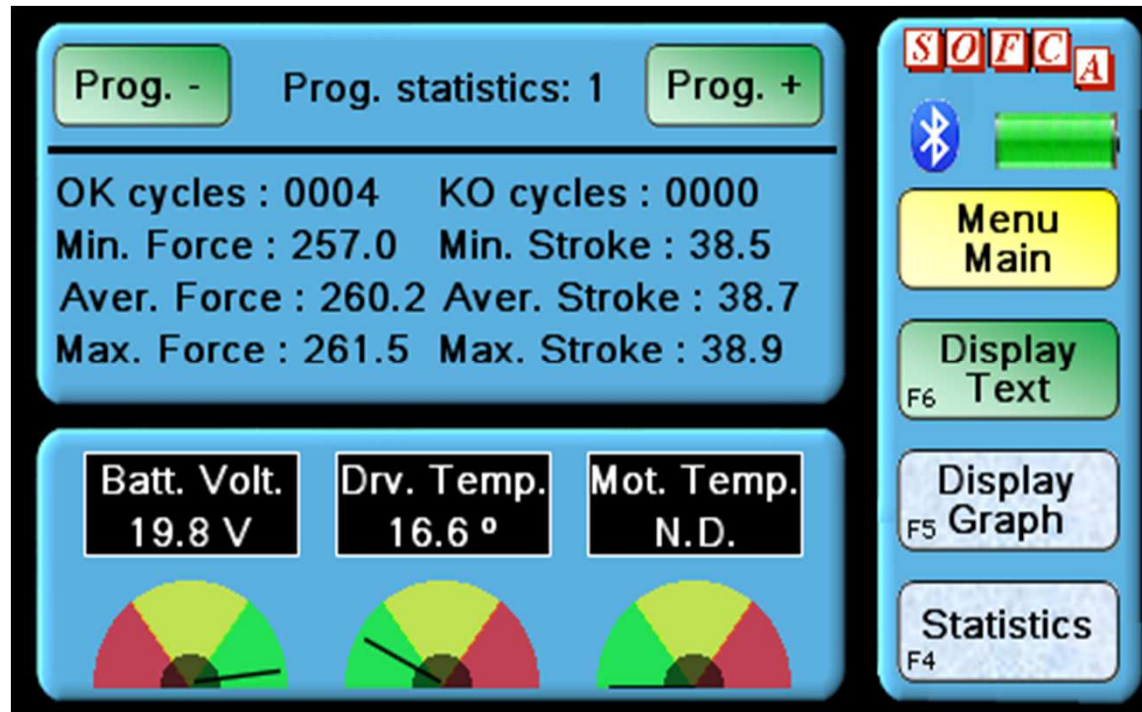 Prog. -
Prog. statistics: 1
Prog. +
OK cycles : 0004
KO cycles : 0000
Min. Force : 257.0
Min. Stroke : 38.5
Aver. Force : 260.2
Aver. Stroke : 38.7
Max. Force : 261.5
Max. Stroke : 38.9
Batt. Volt.
19.8 V
Drv. Temp.
16.6 º
Mot. Temp.
N.D.
SOFCA
Menu
Main
Display
F6 Text
Display
F5 Graph
Statistics
F4